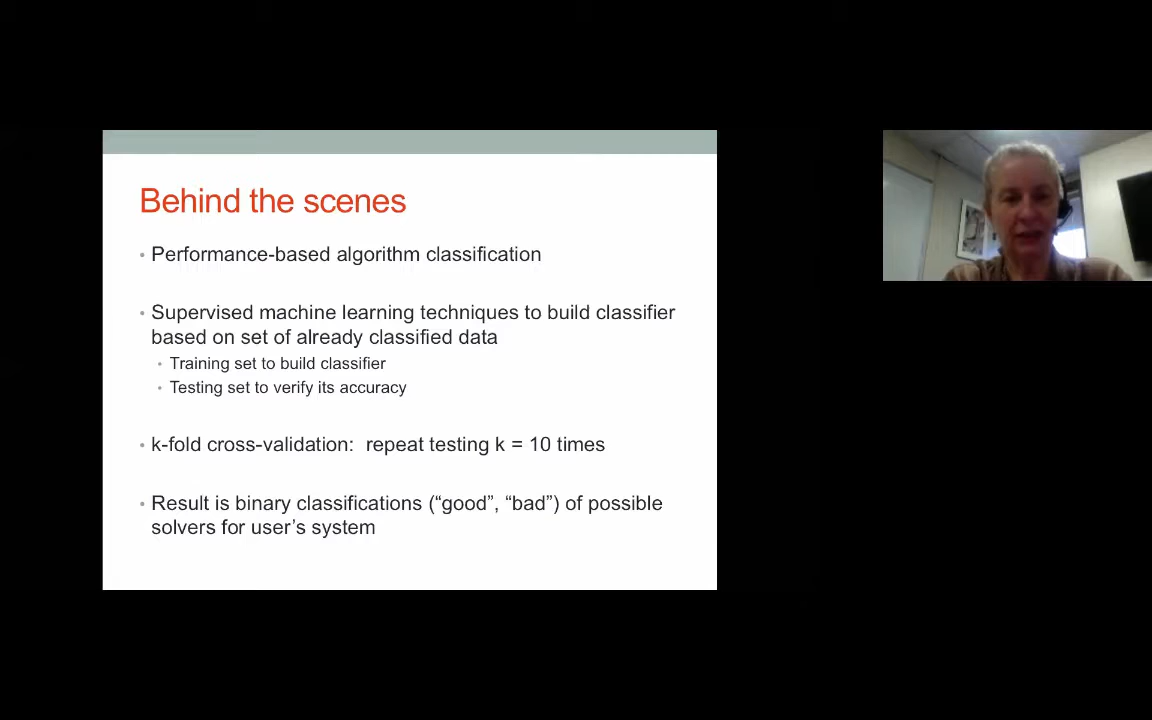 Behind the scenes
• Performance-based algorithm classification
• Supervised machine learning techniques to build classifier
based on set of already classified data
• Training set to build classifier
• Testing set to verify its accuracy
• k-fold cross-validation:  repeat testing k = 10 times
• Result is binary classifications (“good”, “bad”) of possible
solvers for user’s system